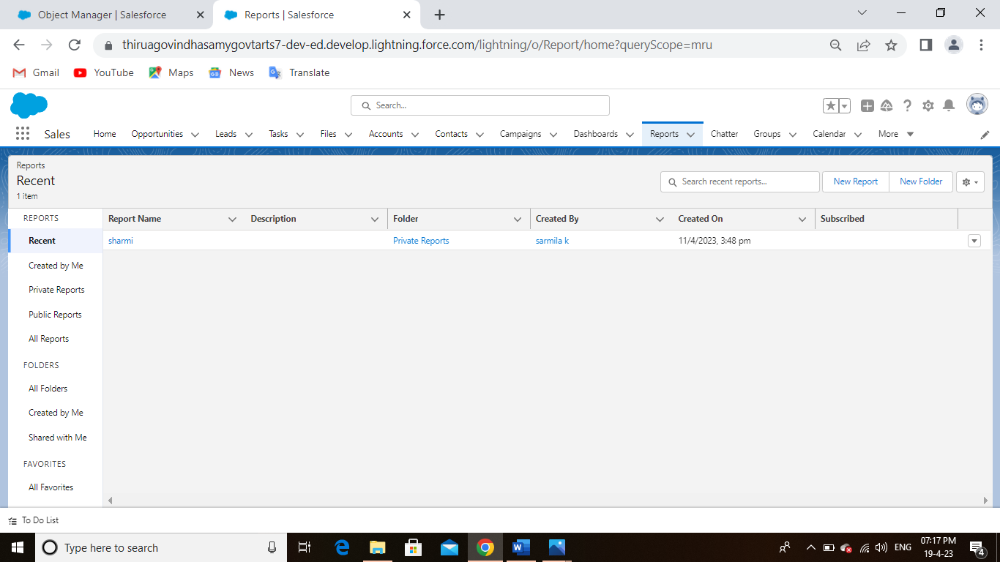 Object Manager | Salesforce
Reports | Salesforce
thiruagovindhasamygovtarts7-dev-ed.develop.lightning.force.com/lightning/o/Report/home?queryScope=mru
Gmail YouTube Maps News Translate
Search...
Sales Home Opportunities Leads Tasks Files Accounts Contacts Campaigns Dashboards Reports Chatter Groups Calendar More
Reports
Recent
1 item
Search recent reports...
New Report New Folder
REPORTS
Recent
Created by Me
Private Reports
Public Reports
All Reports
FOLDERS
All Folders
Created by Me
Shared with Me
FAVORITES
All Favorites
Report Name Description Folder Created By Created On Subscribed
sharmi Private Reports sarmila k 11/4/2023, 3:48 pm
To Do List
Type here to search
ENG
07:17 PM
19-4-23
4